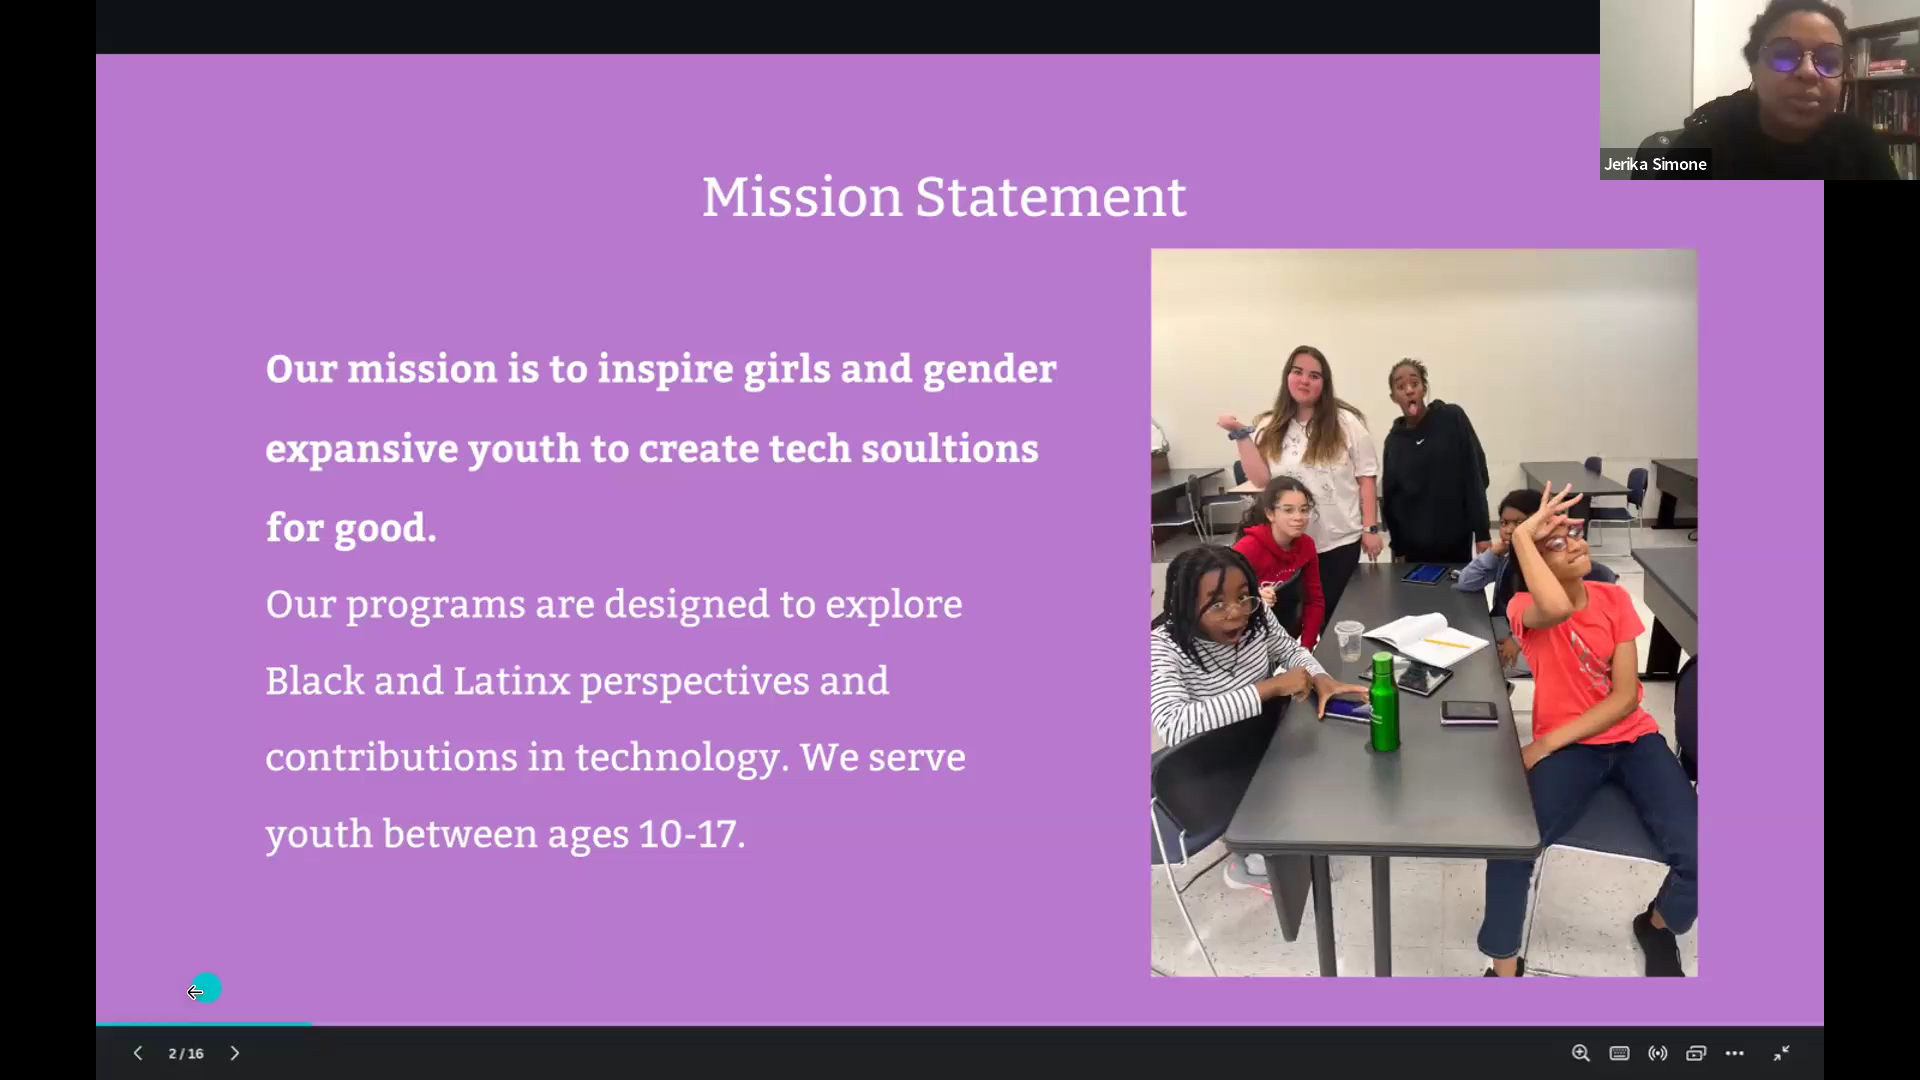 Jerika Simone
Mission Statement
Our mission is to inspire girls and gender
expansive youth to create tech soultions
for good.
Our programs are designed to explore
Black and Latinx perspectives and
contributions in technology. We serve
youth between ages 10-17.
2 / 16